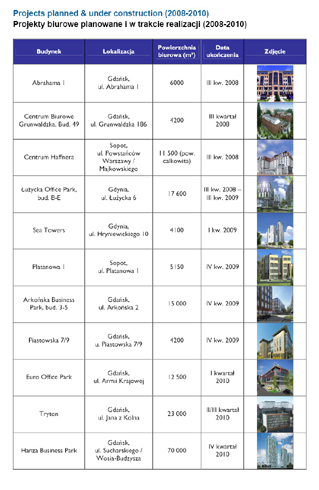 Projects planned & under construction (2008-2010)
Projekty biurowe planowane i w trakcie realizacji (2008-2010)
Budynek
Lokalizacja
Powierzchnia
biurowa (m²)
Data
ukończenia
Zdjęcie
Abrahama 1
Gdańsk,
ul. Abrahama 1
6000
III kw. 2008
Centrum Biurowe
Grunwaldzka, Bud. 49
Gdańsk,
ul. Grunwaldzka 186
4200
III kwartał
2008
Centrum Haffnera
Sopot,
ul. Powstańców
Warszawy /
Majkowskiego
11 500 (pow.
całkowita)
III kw. 2008
Łużycka Office Park,
bud. B-E
Gdynia,
ul. Łużycka 6
17 600
III kw. 2008 –
III kw. 2009
Sea Towers
Gdynia,
ul. Hryniewickiego 10
4100
I kw. 2009
Platanowa 1
Sopot,
ul. Platanowa 1
5150
IV kw. 2009
Arkońska Business
Park, bud. 3-5
Gdańsk,
ul. Arkońska 2
15 000
IV kw. 2009
Piastowska 7/9
Gdańsk,
ul. Piastowska 7/9
4200
IV kw. 2009
Euro Office Park
Gdańsk,
ul. Armii Krajowej
12 500
I kwartał
2010
Tryton
Gdańsk,
ul. Jana z Kolna
23 000
II/III kwartał
2010
Hanza Business Park
Gdańsk,
ul. Sucharskiego /
Wosia-Budzysza
70 000
IV kwartał
2010